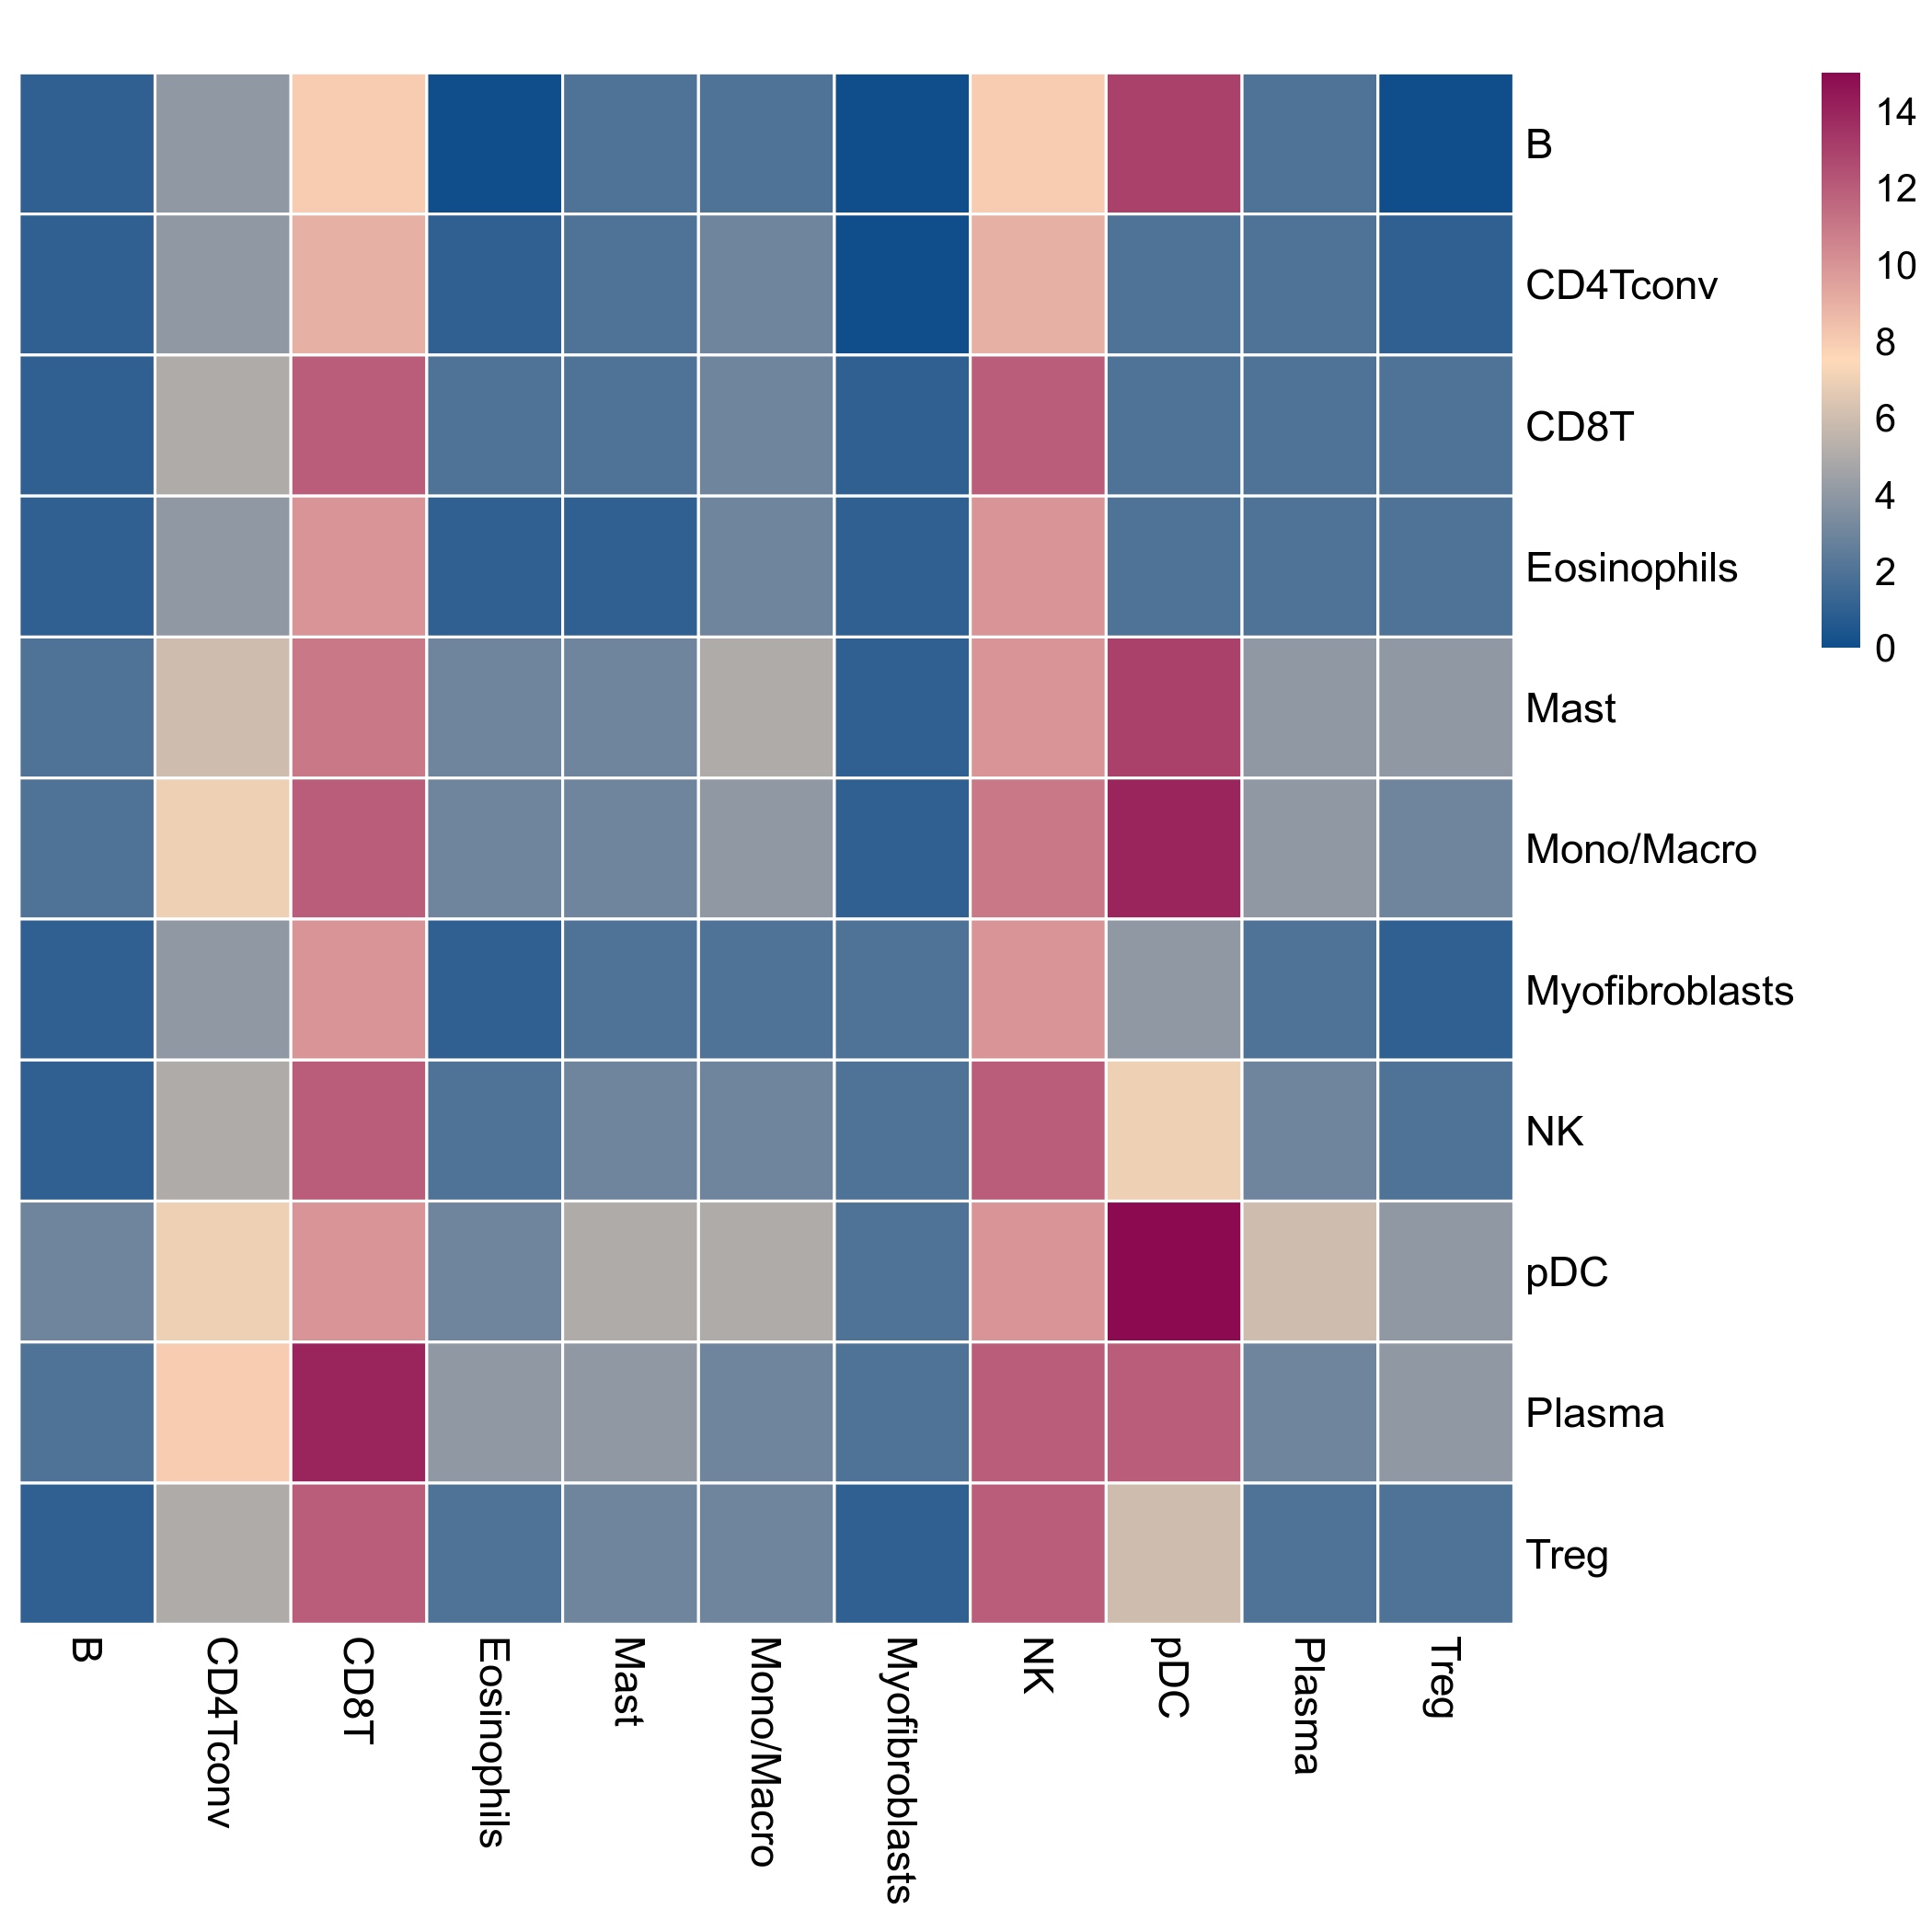 14
12
10
8
6
4
2
0
B
CD4Tconv
CD8T
Eosinophils
Mast
Mono/Macro
Myofibroblasts
NK
pDC
Plasma
Treg
B
CD4Tconv
CD8T
Eosinophils
Mast
Mono/Macro
Myofibroblasts
NK
pDC
Plasma
Treg